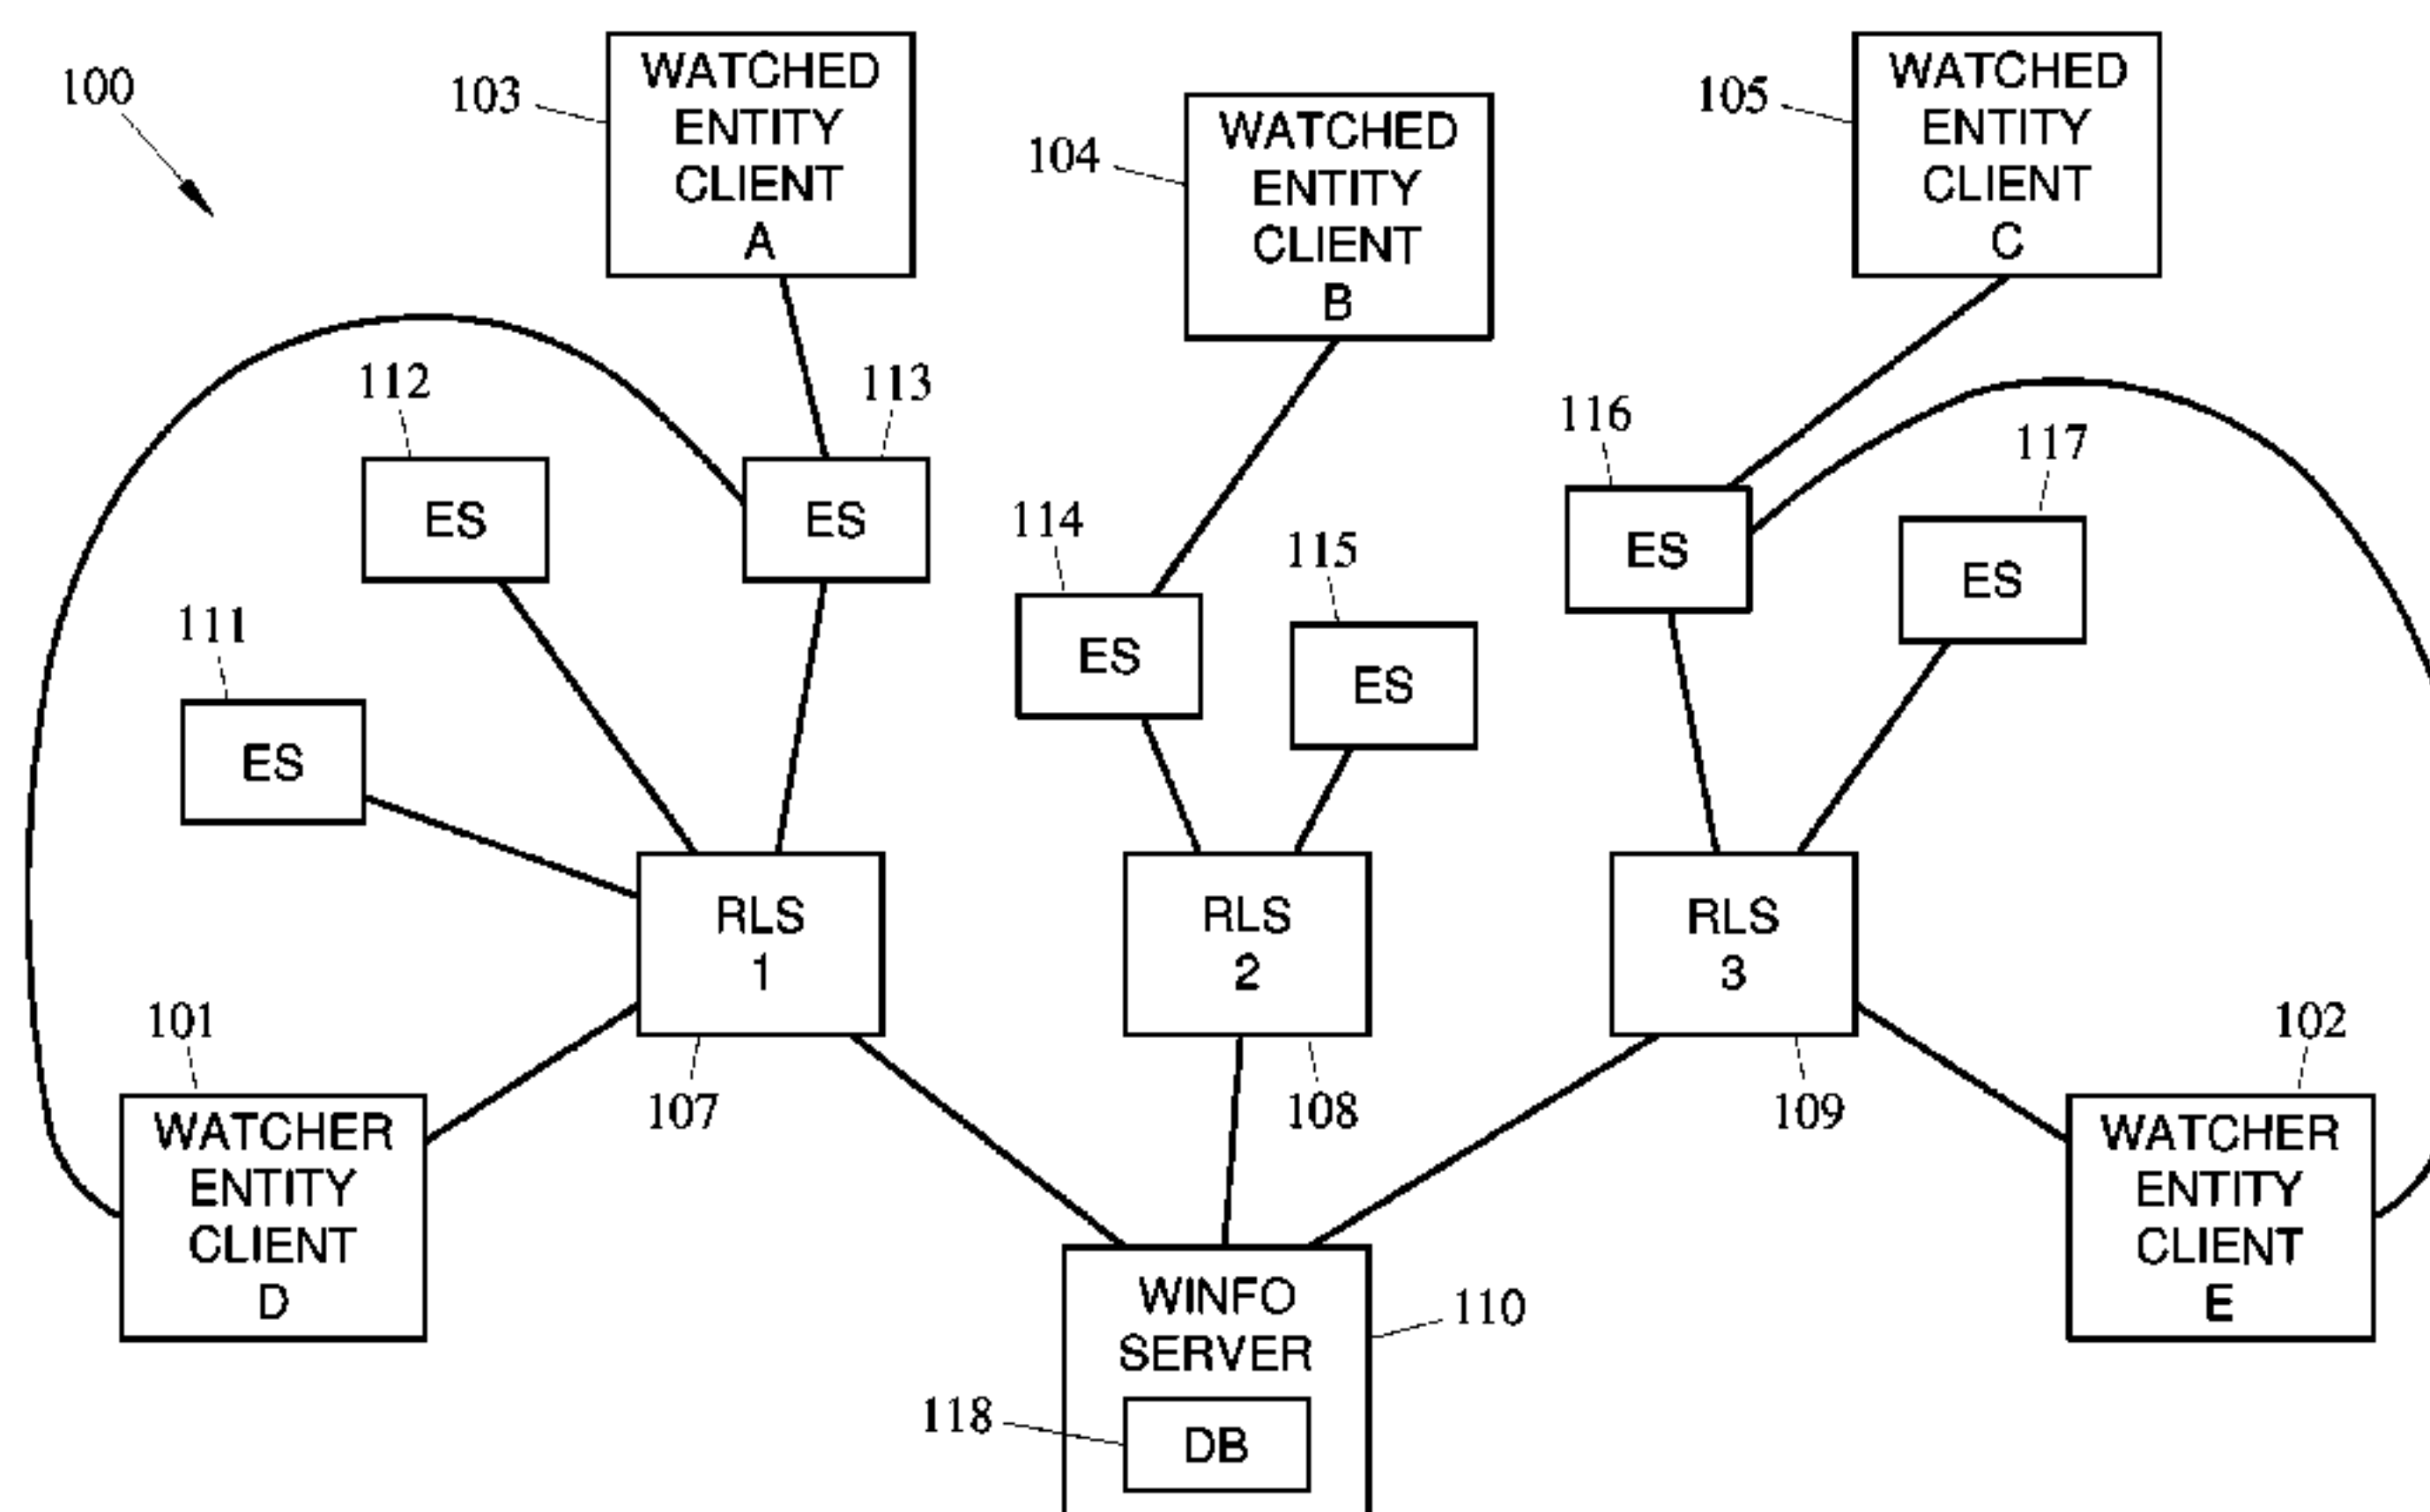 100
103
WATCHED
ENTITY
CLIENT
A
104
WATCHED
ENTITY
CLIENT
B
105
WATCHED
ENTITY
CLIENT
C
112
ES
113
ES
116
ES
117
ES
114
ES
115
ES
111
ES
RLS
1
107
RLS
2
108
RLS
3
109
101
WATCHER
ENTITY
CLIENT
D
102
WATCHER
ENTITY
CLIENT
E
WINFO
SERVER
110
118
DB